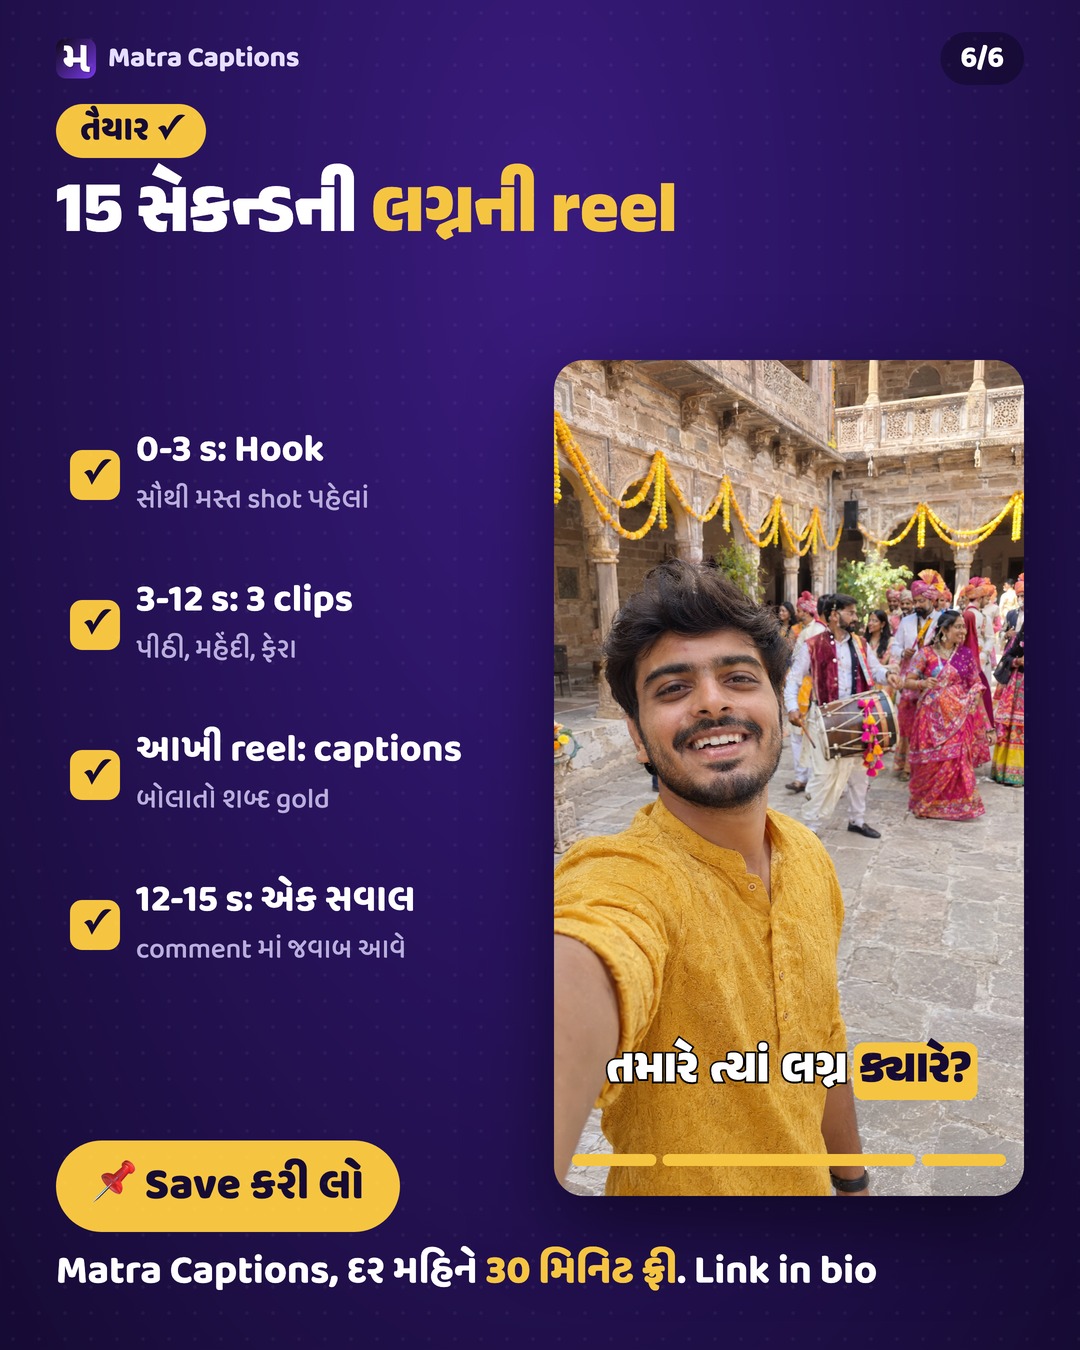 મ Matra Captions
6/6
તૈયાર ✓
15 સેકન્ડની લગ્નની reel
✓ 0-3 s: Hook
સૌથી મસ્ત shot પહેલાં
✓ 3-12 s: 3 clips
પીઠી, મહેંદી, ફેરા
✓ આખી reel: captions
બોલાતો શબ્દ gold
✓ 12-15 s: એક સવાલ
comment માં જવાબ આવે
તમારે ત્યાં લગ્ન ક્યારે?
📌 Save કરી લો
Matra Captions, દર મહિને 30 મિનિટ ફ્રી. Link in bio